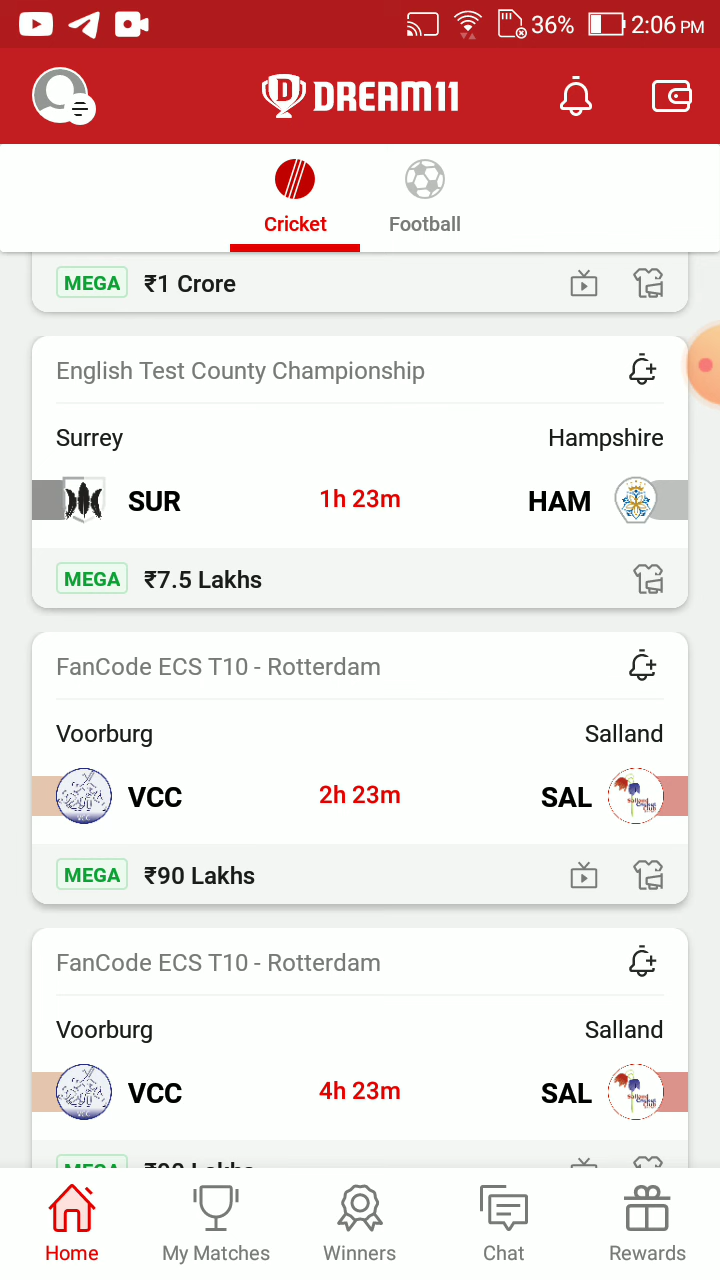 36% 2:06 PM
DREAM11
Cricket Football
MEGA ₹1 Crore
English Test County Championship
Surrey Hampshire
SUR 1h 23m HAM
MEGA ₹7.5 Lakhs
FanCode ECS T10 - Rotterdam
Voorburg Salland
VCC 2h 23m SAL
MEGA ₹90 Lakhs
FanCode ECS T10 - Rotterdam
Voorburg Salland
VCC 4h 23m SAL
Home My Matches Winners Chat Rewards